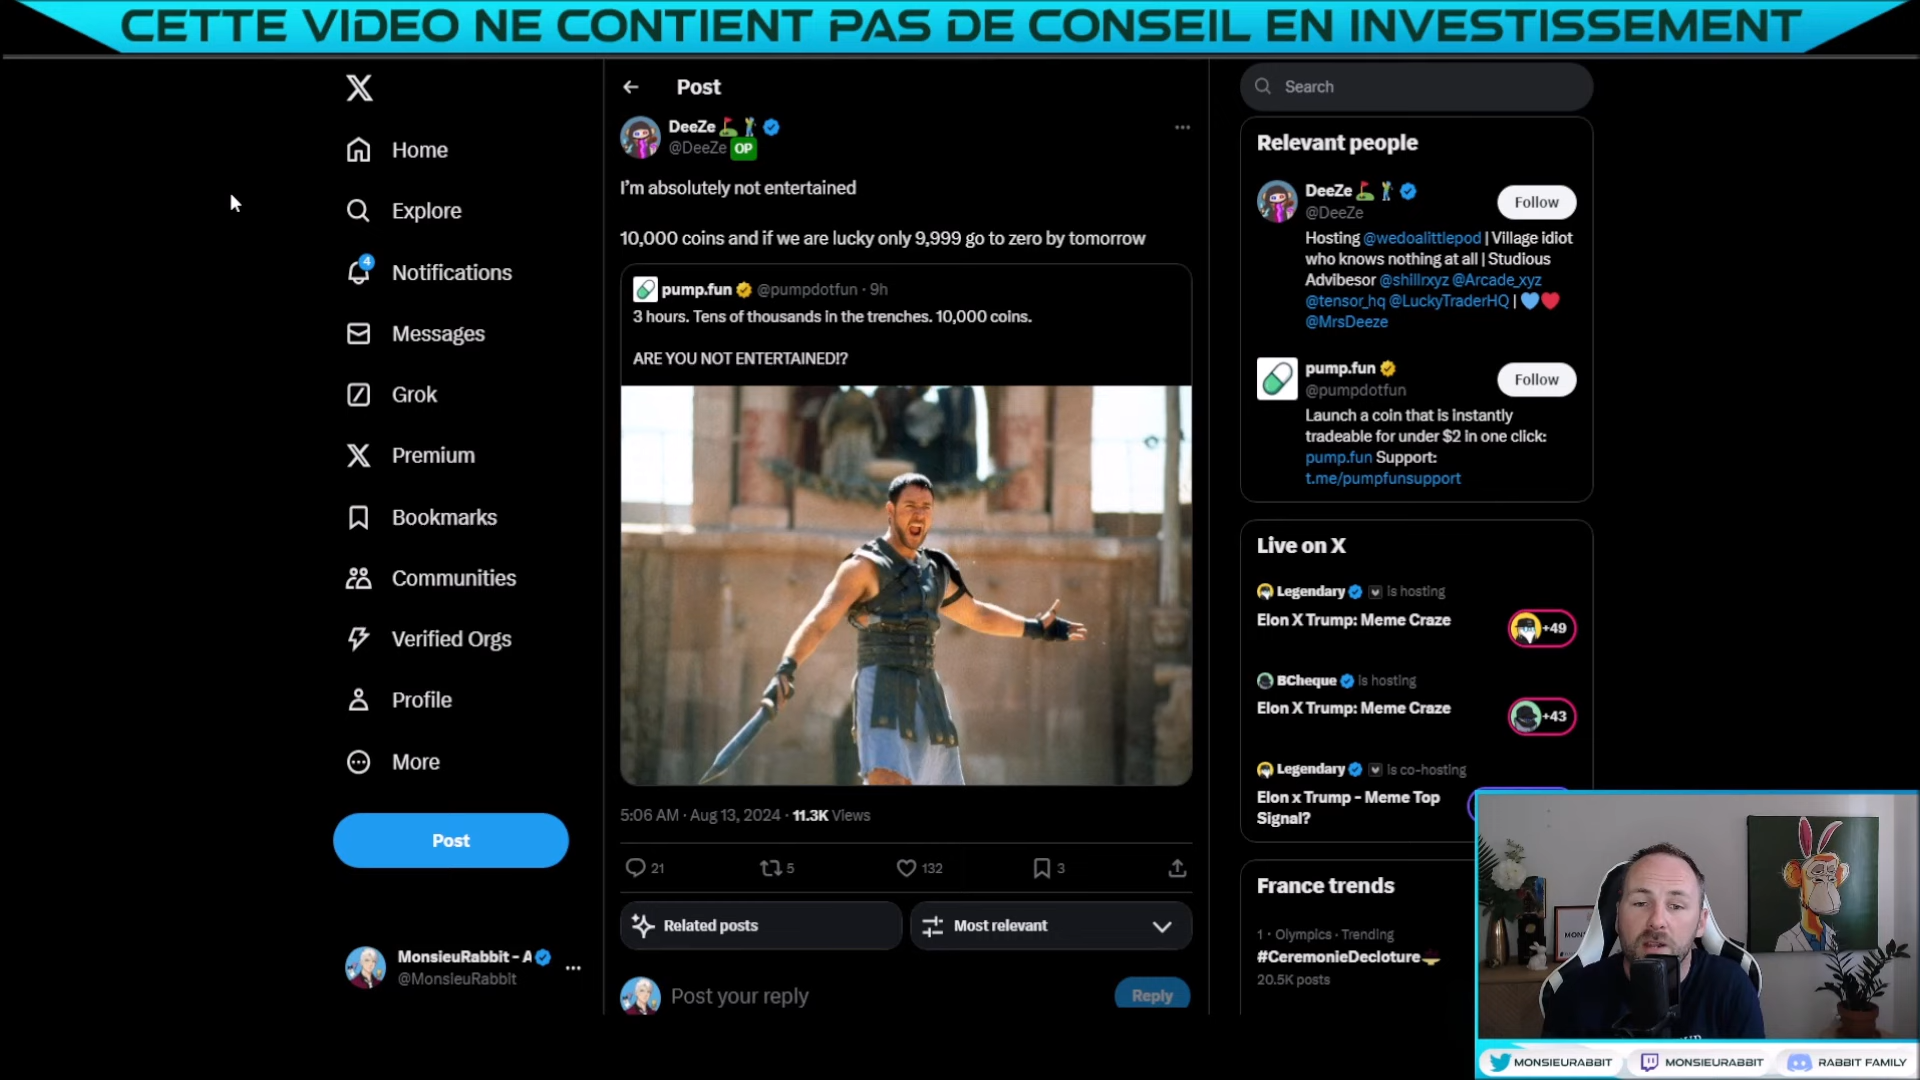 CETTE VIDEO NE CONTIENT PAS DE CONSEIL EN INVESTISSEMENT
Home
Explore
4
Notifications
Messages
Grok
Premium
Bookmarks
Communities
Verified Orgs
Profile
More
Post
MonsieuRabbit - A
@MonsieuRabbit
Post
DeeZe
@DeeZe OP
I'm absolutely not entertained
10,000 coins and if we are lucky only 9,999 go to zero by tomorrow
pump.fun @pumpdotfun · 9h
3 hours. Tens of thousands in the trenches. 10,000 coins.
ARE YOU NOT ENTERTAINED!?
5:06 AM · Aug 13, 2024 · 11.3K Views
21
5
132
3
Related posts
Most relevant
Post your reply
Reply
Search
Relevant people
DeeZe
@DeeZe
Follow
Hosting @wedoalittlepod | Village idiot
who knows nothing at all | Studious
Advibesor @shillrxyz @Arcade_xyz
@tensor_hq @LuckyTraderHQ |
@MrsDeeze
pump.fun
@pumpdotfun
Follow
Launch a coin that is instantly
tradeable for under $2 in one click:
pump.fun Support:
t.me/pumpfunsupport
Live on X
Legendary is hosting
Elon X Trump: Meme Craze
+49
BCheque is hosting
Elon X Trump: Meme Craze
+43
Legendary is co-hosting
Elon x Trump - Meme Top
Signal?
France trends
1 · Olympics · Trending
#CeremonieDecloture
20.5K posts
MONSIEURABBIT
MONSIEURABBIT
RABBIT FAMILY